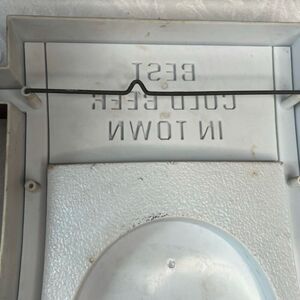 BEST
COLD BEER
IN TOWN